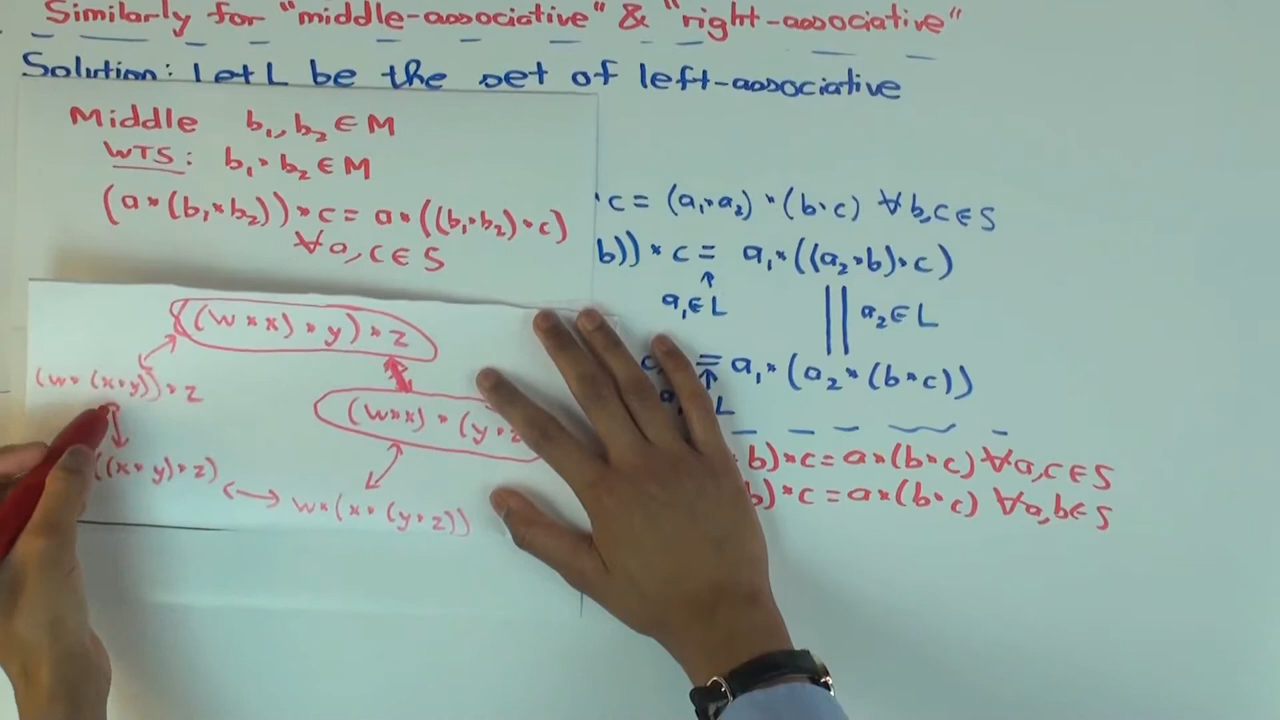 Similarly for "middle-associative" & "right-associative"
Solution: Let L be the set of left-associative
Middle b₁, b₂ ∈ M
WTS: b₁ * b₂ ∈ M
(a * (b₁ * b₂)) * c = a * ((b₁ * b₂) * c)
∀ a, c ∈ S
* c = (a₁ * a₂) * (b * c) ∀ b, c ∈ S
b)) * c = a₁ * ((a₂ * b) * c)
↑ a₁ ∈ L
|| a₂ ∈ L
= a₁ * (a₂ * (b * c))
↑ L
b) * c = a * (b * c) ∀ a, c ∈ S
b) * c = a * (b * c) ∀ a, b ∈ S
((w * x) * y) * z
(w * (x * y)) * z
(w * x) * (y * z
((x * y) * z)
w * (x * (y * z))